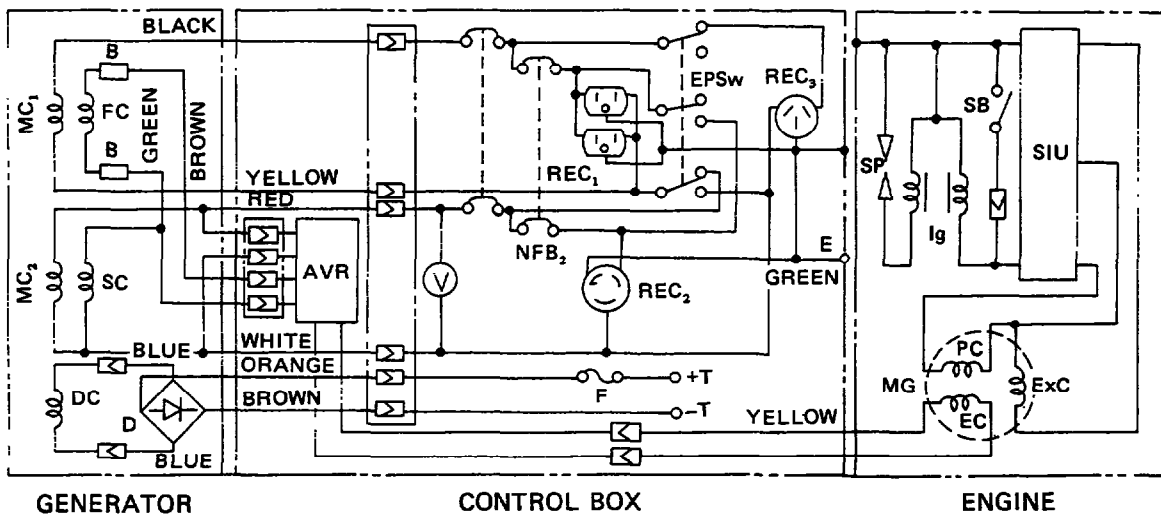 BLACK
B
MC₁
FC
GREEN
BROWN
B
YELLOW
RED
MC₂
SC
AVR
WHITE
BLUE
ORANGE
DC
D
BROWN
BLUE
EPSw
REC₃
REC₁
NFB₂
V
REC₂
E
GREEN
F
+T
–T
YELLOW
SB
SP
SIU
Ig
PC
MG
ExC
EC
GENERATOR
CONTROL BOX
ENGINE